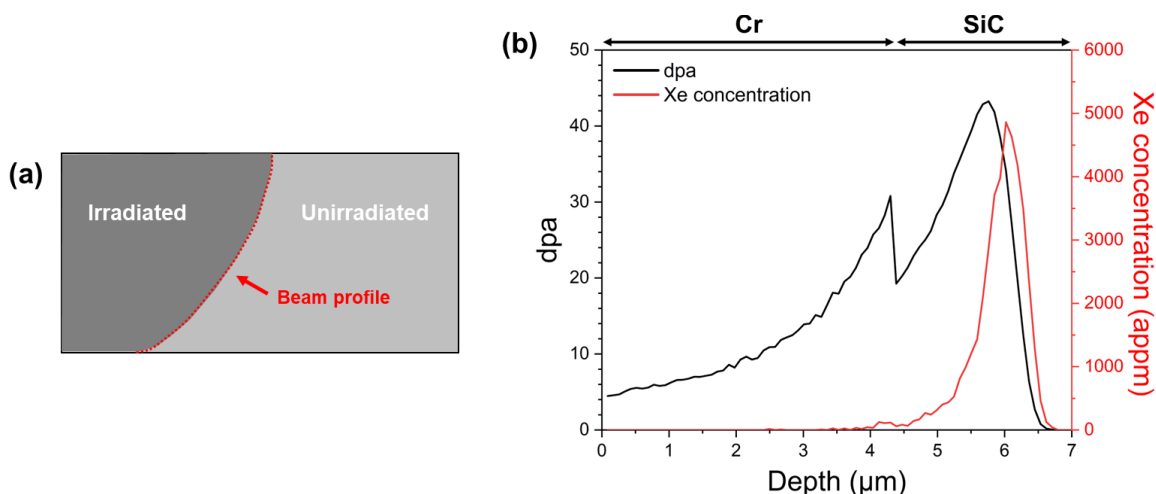 (a)
Irradiated
Unirradiated
Beam profile
(b)
Cr
SiC
dpa
Xe concentration
50
40
30
20
10
0
dpa
6000
5000
4000
3000
2000
1000
0
Xe concentration (appm)
0 1 2 3 4 5 6 7
Depth (µm)